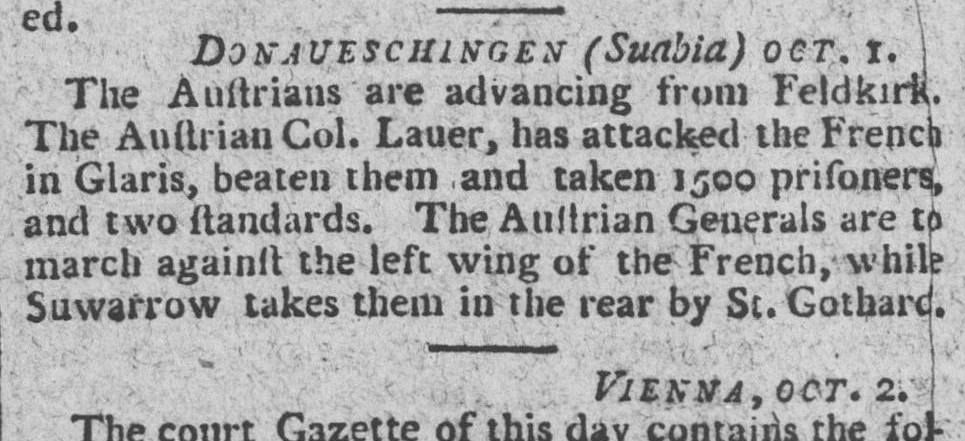 ed.
DONAUESCHINGEN (Suabia) OCT. 1.
The Auſtrians are advancing from Feldkirk.
The Auſtrian Col. Lauer, has attacked the French
in Glaris, beaten them and taken 1500 priſoners,
and two ſtandards. The Auſtrian Generals are to
march againſt the left wing of the French, while
Suwarrow takes them in the rear by St. Gothard.
VIENNA, OCT. 2.
The court Gazette of this day contains the fol-